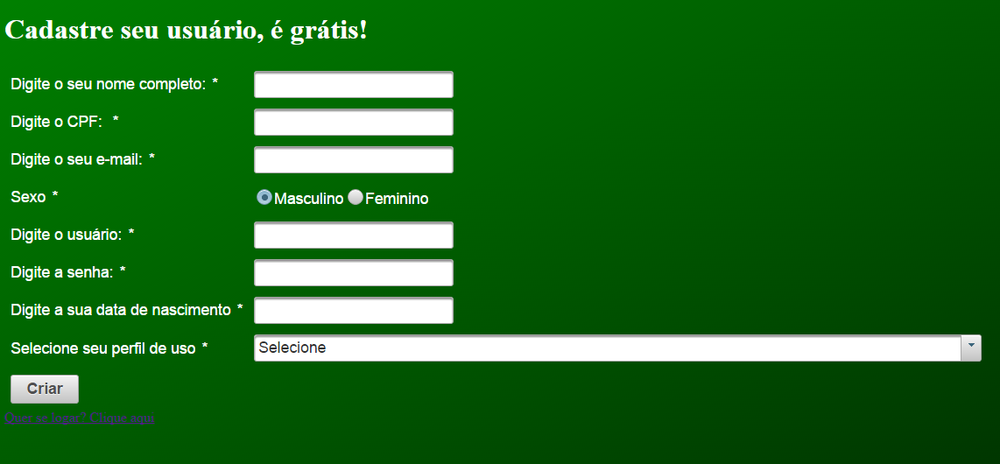 Cadastre seu usuário, é grátis!
Digite o seu nome completo: *
Digite o CPF: *
Digite o seu e-mail: *
Sexo * Masculino Feminino
Digite o usuário: *
Digite a senha: *
Digite a sua data de nascimento *
Selecione seu perfil de uso * Selecione
Criar
Quer se logar? Clique aqui